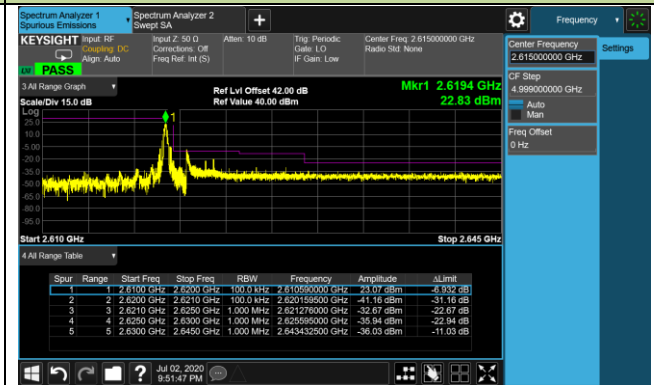 Spectrum Analyzer 1
Spurious Emissions
Spectrum Analyzer 2
Swept SA
+
Frequency
KEYSIGHT
Input: RF
Coupling: DC
Align: Auto
Input Z: 50 Ω
Corrections: Off
Freq Ref: Int (S)
Atten: 10 dB
Trig: Periodic
Gate: LO
IF Gain: Low
Center Freq: 2.615000000 GHz
Radio Std: None
PASS
Center Frequency
2.615000000 GHz
Settings
CF Step
4.999000000 GHz
Auto
Man
Freq Offset
0 Hz
3 All Range Graph
Scale/Div 15.0 dB
Ref Lvl Offset 42.00 dB
Ref Value 40.00 dBm
Mkr1 2.6194 GHz
22.83 dBm
Log
25.0
10.0
-5.00
-20.0
-35.0
-50.0
-65.0
-80.0
-95.0
1
Start 2.610 GHz
Stop 2.645 GHz
4 All Range Table
Spur Range Start Freq Stop Freq RBW Frequency Amplitude ΔLimit
1 1 2.6100 GHz 2.6200 GHz 100.0 kHz 2.610590000 GHz 23.07 dBm -6.932 dB
2 2 2.6200 GHz 2.6210 GHz 100.0 kHz 2.620159500 GHz -41.16 dBm -31.16 dB
3 3 2.6210 GHz 2.6250 GHz 1.000 MHz 2.621276000 GHz -32.67 dBm -22.67 dB
4 4 2.6250 GHz 2.6300 GHz 1.000 MHz 2.625595000 GHz -35.94 dBm -22.94 dB
5 5 2.6300 GHz 2.6450 GHz 1.000 MHz 2.643432500 GHz -36.03 dBm -11.03 dB
Jul 02, 2020
9:51:47 PM